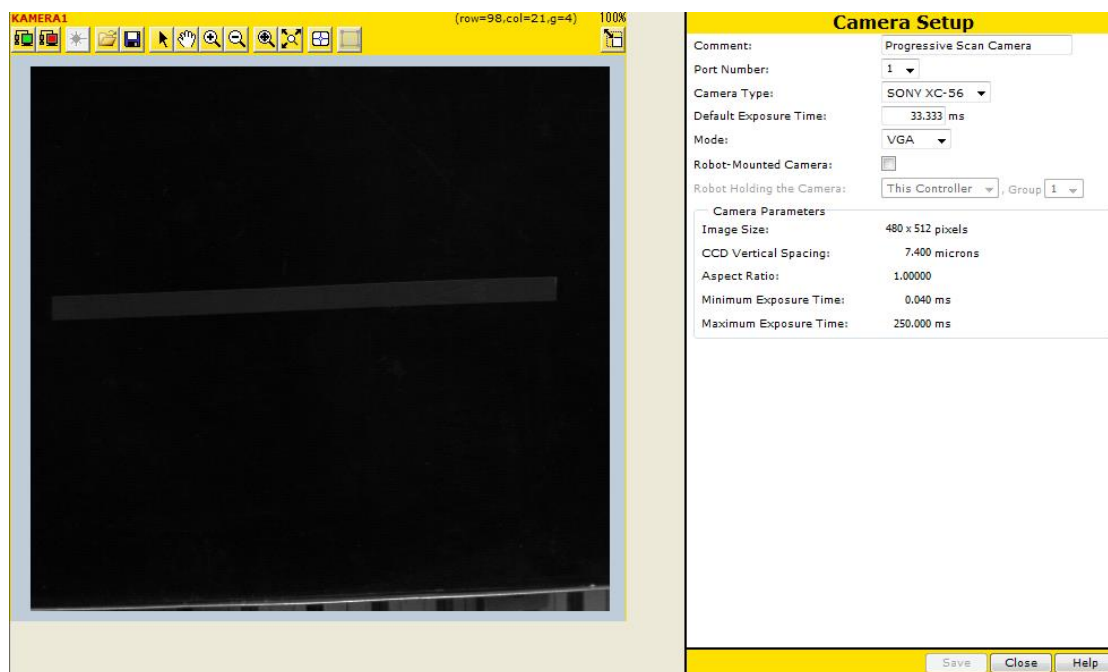 KAMERA1
(row=98,col=21,g=4)
100%
Camera Setup
Comment: Progressive Scan Camera
Port Number: 1
Camera Type: SONY XC-56
Default Exposure Time: 33.333 ms
Mode: VGA
Robot-Mounted Camera:
Robot Holding the Camera: This Controller , Group 1
Camera Parameters
Image Size: 480 x 512 pixels
CCD Vertical Spacing: 7.400 microns
Aspect Ratio: 1.00000
Minimum Exposure Time: 0.040 ms
Maximum Exposure Time: 250.000 ms
Save Close Help